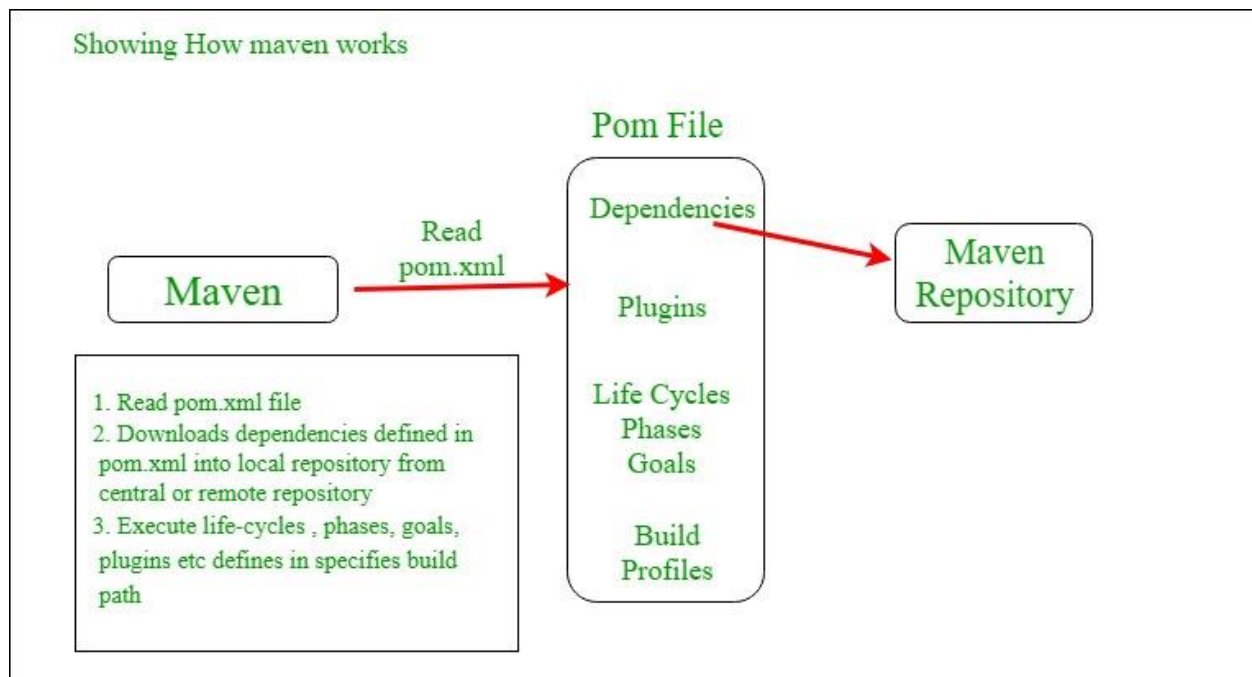 Showing How maven works
Pom File
Read
pom.xml
Maven
Dependencies
Plugins
Life Cycles
Phases
Goals
Build
Profiles
Maven
Repository
1. Read pom.xml file
2. Downloads dependencies defined in
pom.xml into local repository from
central or remote repository
3. Execute life-cycles , phases, goals,
plugins etc defines in specifies build
path